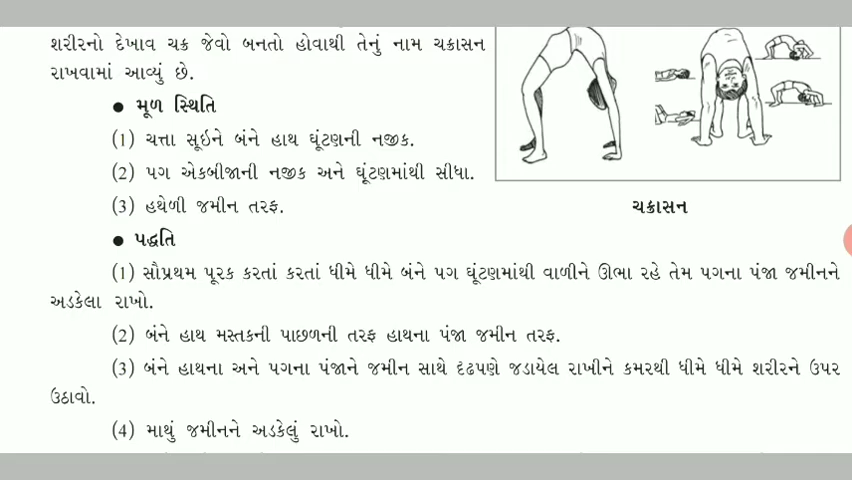 શરીરનો દેખાવ ચક્ર જેવો બનતો હોવાથી તેનું નામ ચક્રાસન
રાખવામાં આવ્યું છે.
● મૂળ સ્થિતિ
(1) ચત્તા સૂઇને બંને હાથ ઘૂંટણની નજીક.
(2) પગ એકબીજાની નજીક અને ઘૂંટણમાંથી સીધા.
(3) હથેળી જમીન તરફ.
ચક્રાસન
● પદ્ધતિ
(1) સૌપ્રથમ પૂરક કરતાં કરતાં ધીમે ધીમે બંને પગ ઘૂંટણમાંથી વાળીને ઊભા રહે તેમ પગના પંજા જમીનને
અડકેલા રાખો.
(2) બંને હાથ મસ્તકની પાછળની તરફ હાથના પંજા જમીન તરફ.
(3) બંને હાથના અને પગના પંજાને જમીન સાથે દૃઢપણે જડાયેલ રાખીને કમરથી ધીમે ધીમે શરીરને ઉપર
ઉઠાવો.
(4) માથું જમીનને અડકેલું રાખો.